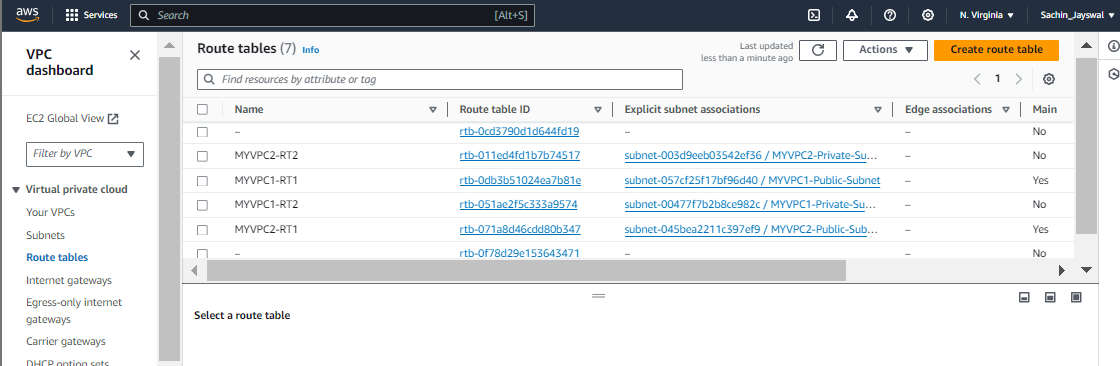 aws Services Search [Alt+S] N. Virginia Sachin_Jayswal
VPC dashboard
EC2 Global View
Filter by VPC
Virtual private cloud
Your VPCs
Subnets
Route tables
Internet gateways
Egress-only internet gateways
Carrier gateways
DHCP option sets
Route tables (7) Info
Last updated
less than a minute ago
Actions
Create route table
Find resources by attribute or tag
1
Name Route table ID Explicit subnet associations Edge associations Main
– rtb-0cd3790d1d644fd19 – – No
MYVPC2-RT2 rtb-011ed4fd1b7b74517 subnet-003d9eeb03542ef36 / MYVPC2-Private-Su... – No
MYVPC1-RT1 rtb-0db3b51024ea7b81e subnet-057cf25f17bf96d40 / MYVPC1-Public-Subnet – Yes
MYVPC1-RT2 rtb-051ae2f5c333a9574 subnet-00477f7b2b8ce982c / MYVPC1-Private-Su... – No
MYVPC2-RT1 rtb-071a8d46cdd80b347 subnet-045bea2211c397ef9 / MYVPC2-Public-Sub... – Yes
– rtb-0f78d29e153643471 – – No
Select a route table